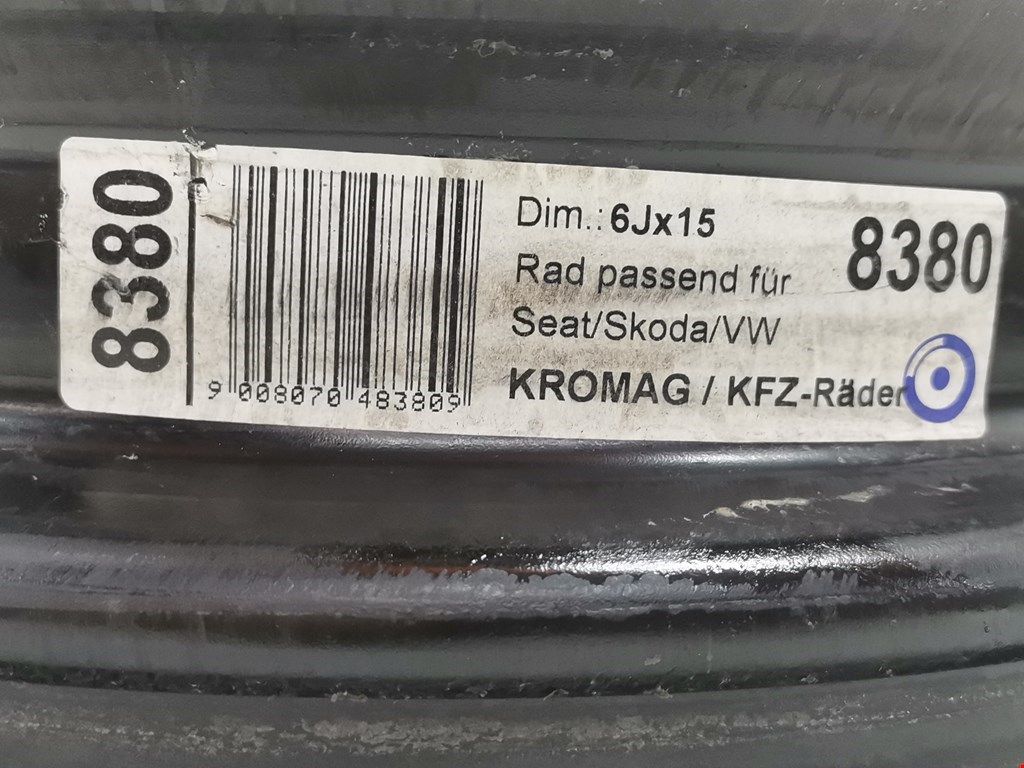 8380
9 008070 483809
Dim.: 6Jx15
Rad passend für
Seat/Skoda/VW
KROMAG / KFZ-Räder
8380